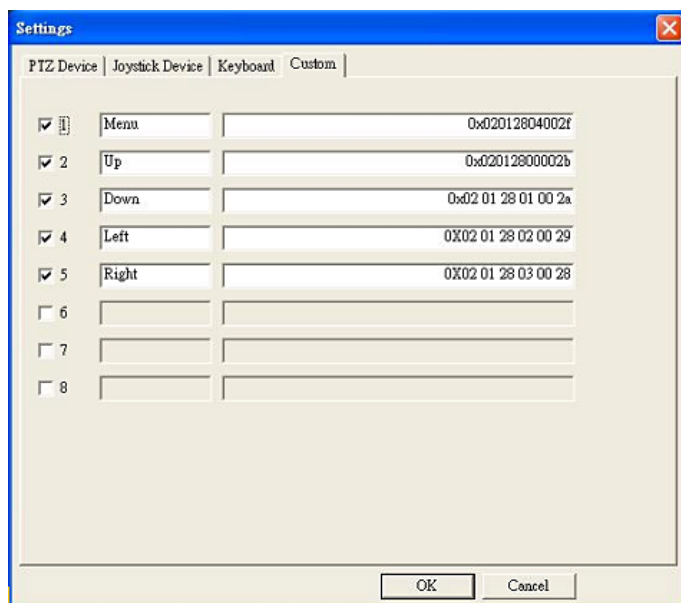 Settings
PTZ Device Joystick Device Keyboard Custom
1 Menu 0x02012804002f
2 Up 0x02012800002b
3 Down 0x02 01 28 01 00 2a
4 Left 0X02 01 28 02 00 29
5 Right 0X02 01 28 03 00 28
6
7
8
OK Cancel